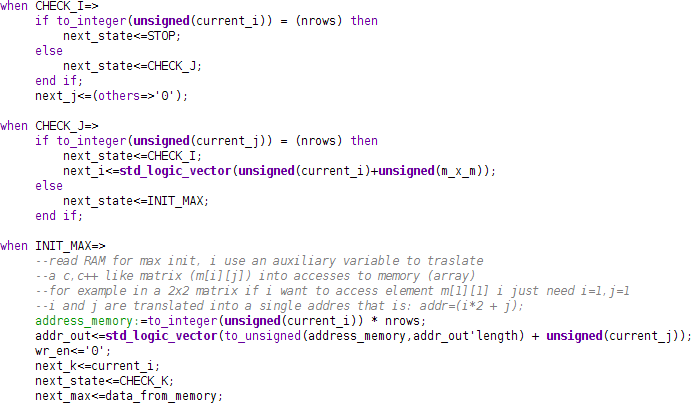 when CHECK_I=>
if to_integer(unsigned(current_i)) = (nrows) then
next_state<=STOP;
else
next_state<=CHECK_J;
end if;
next_j<=(others=>'0');
when CHECK_J=>
if to_integer(unsigned(current_j)) = (nrows) then
next_state<=CHECK_I;
next_i<=std_logic_vector(unsigned(current_i)+unsigned(m_x_m));
else
next_state<=INIT_MAX;
end if;
when INIT_MAX=>
--read RAM for max init, i use an auxiliary variable to traslate
--a c,c++ like matrix (m[i][j]) into accesses to memory (array)
--for example in a 2x2 matrix if i want to access element m[1][1] i just need i=1,j=1
--i and j are translated into a single addres that is: addr=(i*2 + j);
address_memory:=to_integer(unsigned(current_i)) * nrows;
addr_out<=std_logic_vector(to_unsigned(address_memory,addr_out'length) + unsigned(current_j));
wr_en<='0';
next_k<=current_i;
next_state<=CHECK_K;
next_max<=data_from_memory;